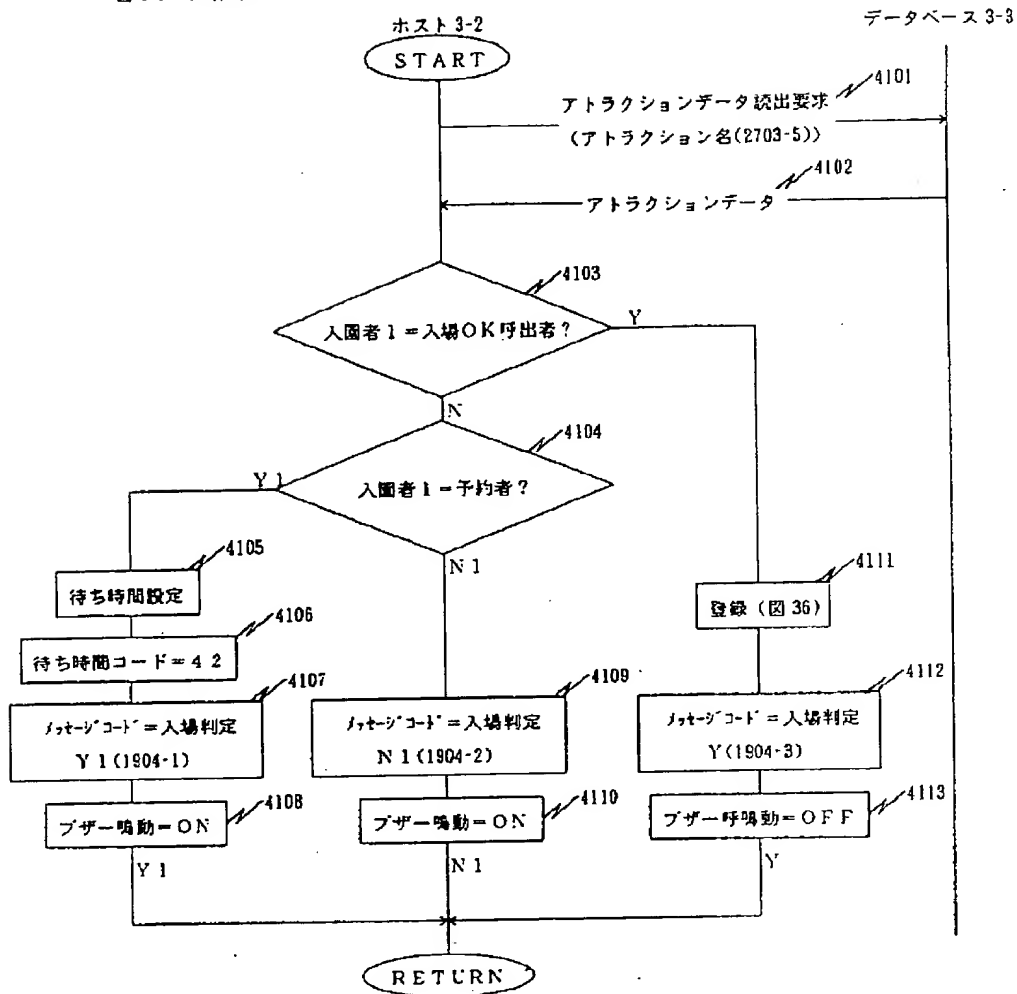 ホスト3-2
データベース3-3
START
アトラクションデータ読出要求
4101
(アトラクション名(2703-5))
4102
アトラクションデータ
4103
入園者1=入場OK呼出者?
Y
N
4104
Y1
入園者1=予約者?
N1
4105
待ち時間設定
4106
待ち時間コード=42
4107
メッセージコード=入場判定
Y1(1904-1)
4108
ブザー鳴動=ON
Y1
4109
メッセージコード=入場判定
N1(1904-2)
4110
ブザー鳴動=ON
N1
4111
登録(図36)
4112
メッセージコード=入場判定
Y(1904-3)
4113
ブザー呼鳴動=OFF
Y
RETURN